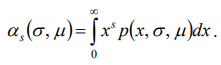 α_s(σ, μ) = ∫_0^∞ x^s p(x, σ, μ)dx.